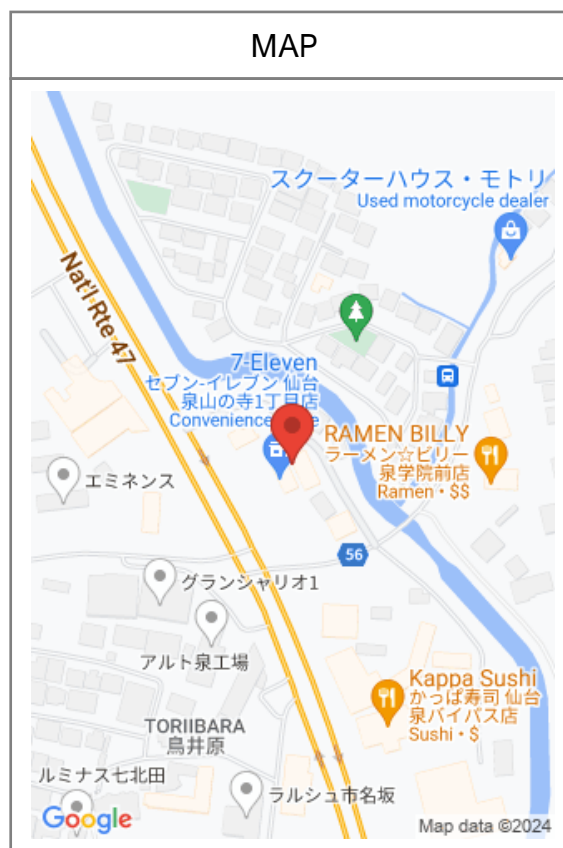 MAP
スクーターハウス・モトリ
Used motorcycle dealer
Nat'l Rte 47
7-Eleven
セブン-イレブン 仙台
泉山の寺1丁目店
Convenience
RAMEN BILLY
ラーメン☆ビリー
泉学院前店
Ramen・$$
エミネンス
56
グランシャリオ1
アルト泉工場
Kappa Sushi
かっぱ寿司 仙台
泉バイパス店
Sushi・$
TORIIBARA
鳥井原
ルミナス七北田
ラルシュ市名坂
Google
Map data ©2024